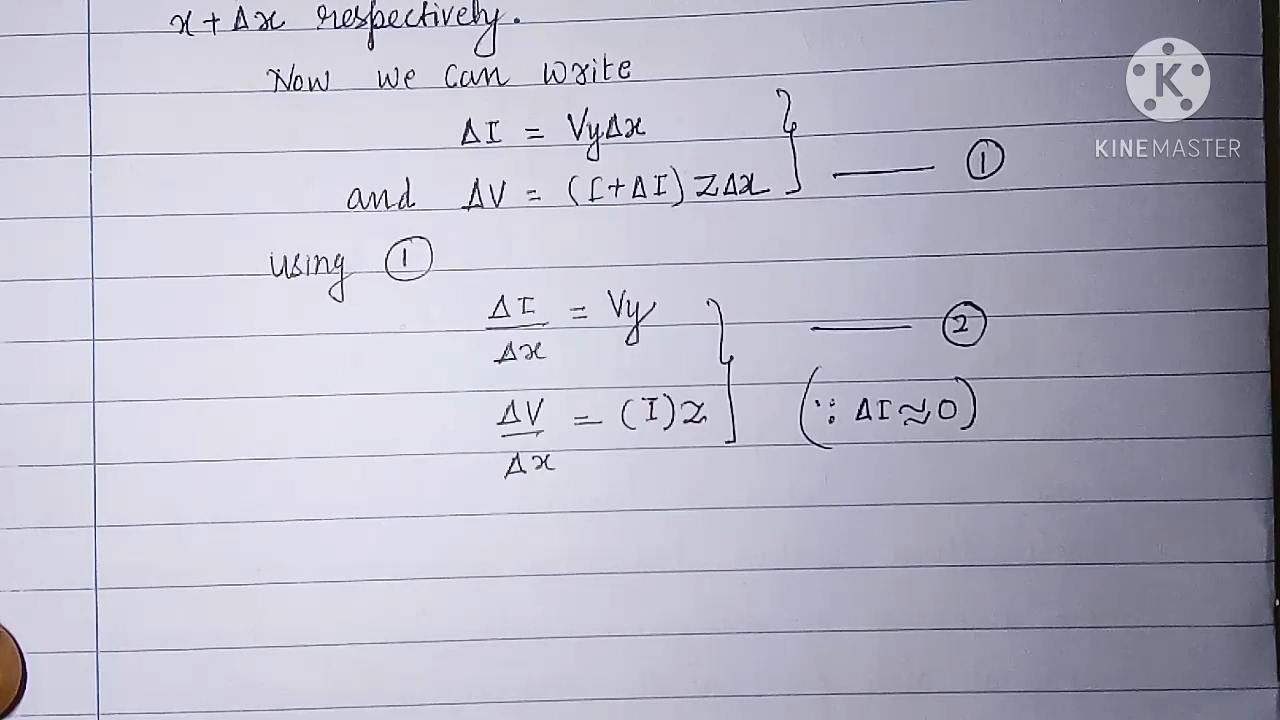 x + Δx respectively.
Now we can write
ΔI = VyΔx
and ΔV = (I+ΔI) zΔx } —— ①
using ①
ΔI/Δx = Vy
—— ②
ΔV/Δx = (I)z } (∵ ΔI≈0)
K
KINEMASTER